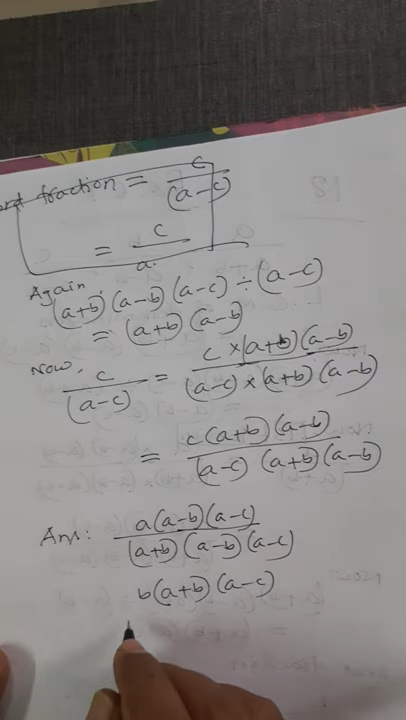 fraction = c/(a-c)
= c/a.
Again,
(a+b)(a-b)(a-c) ÷ (a-c)
= (a+b)(a-b)
Now, c/(a-c) = c×(a+b)(a-b)/(a-c)×(a+b)(a-b)
= c(a+b)(a-b)/(a-c)(a+b)(a-b)
Ans: a(a-b)(a-c)/(a+b)(a-b)(a-c)
b(a+b)(a-c)